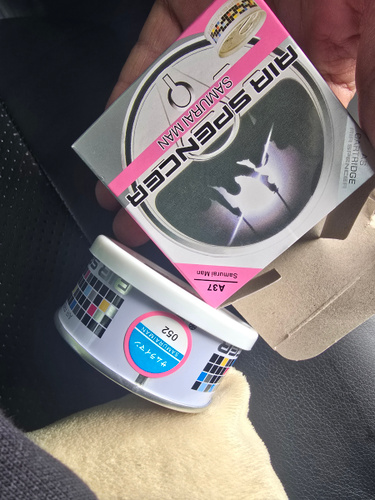 AIR SPENCER
SAMURAI MAN
CARTRIDGE
A37
Samurai Man
052
SAMURAI MAN
サムライマン